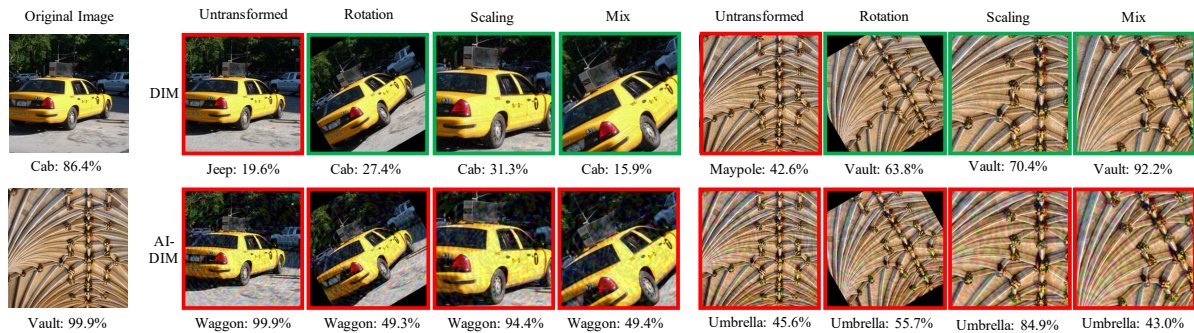 Original Image Untransformed Rotation Scaling Mix Untransformed Rotation Scaling Mix
DIM
Cab: 86.4% Jeep: 19.6% Cab: 27.4% Cab: 31.3% Cab: 15.9% Maypole: 42.6% Vault: 63.8% Vault: 70.4% Vault: 92.2%
AI-
DIM
Vault: 99.9% Waggon: 99.9% Waggon: 49.3% Waggon: 94.4% Waggon: 49.4% Umbrella: 45.6% Umbrella: 55.7% Umbrella: 84.9% Umbrella: 43.0%